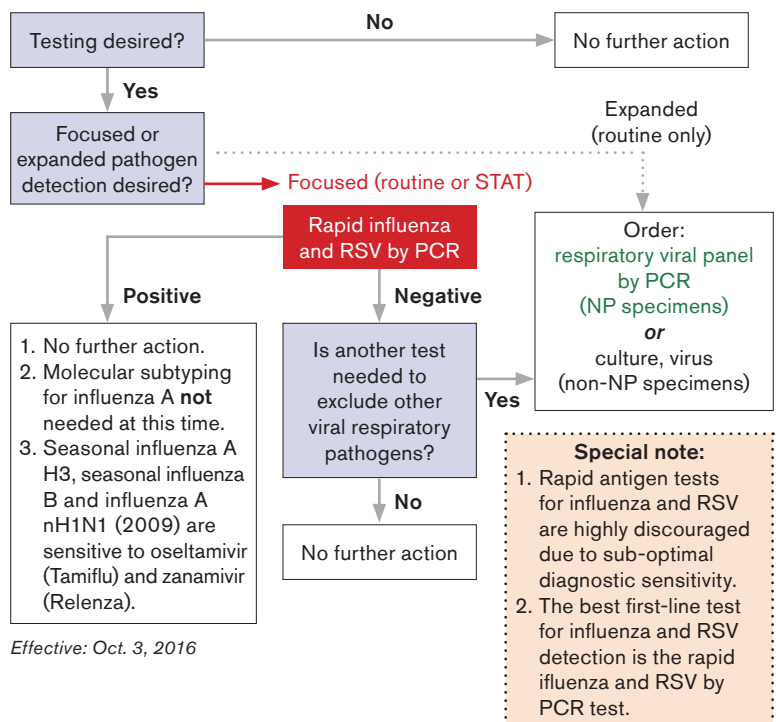 Testing desired?
No
No further action
Yes
Focused or
expanded pathogen
detection desired?
Expanded
(routine only)
Focused (routine or STAT)
Rapid influenza
and RSV by PCR
Order:
respiratory viral panel
by PCR
(NP specimens)
or
culture, virus
(non-NP specimens)
Positive
Negative
1. No further action.
2. Molecular subtyping
for influenza A not
needed at this time.
3. Seasonal influenza A
H3, seasonal influenza
B and influenza A
nH1N1 (2009) are
sensitive to oseltamivir
(Tamiflu) and zanamivir
(Relenza).
Is another test
needed to
exclude other
viral respiratory
pathogens?
Yes
No
No further action
Special note:
1. Rapid antigen tests
for influenza and RSV
are highly discouraged
due to sub-optimal
diagnostic sensitivity.
2. The best first-line test
for influenza and RSV
detection is the rapid
ifluenza and RSV by
PCR test.
Effective: Oct. 3, 2016